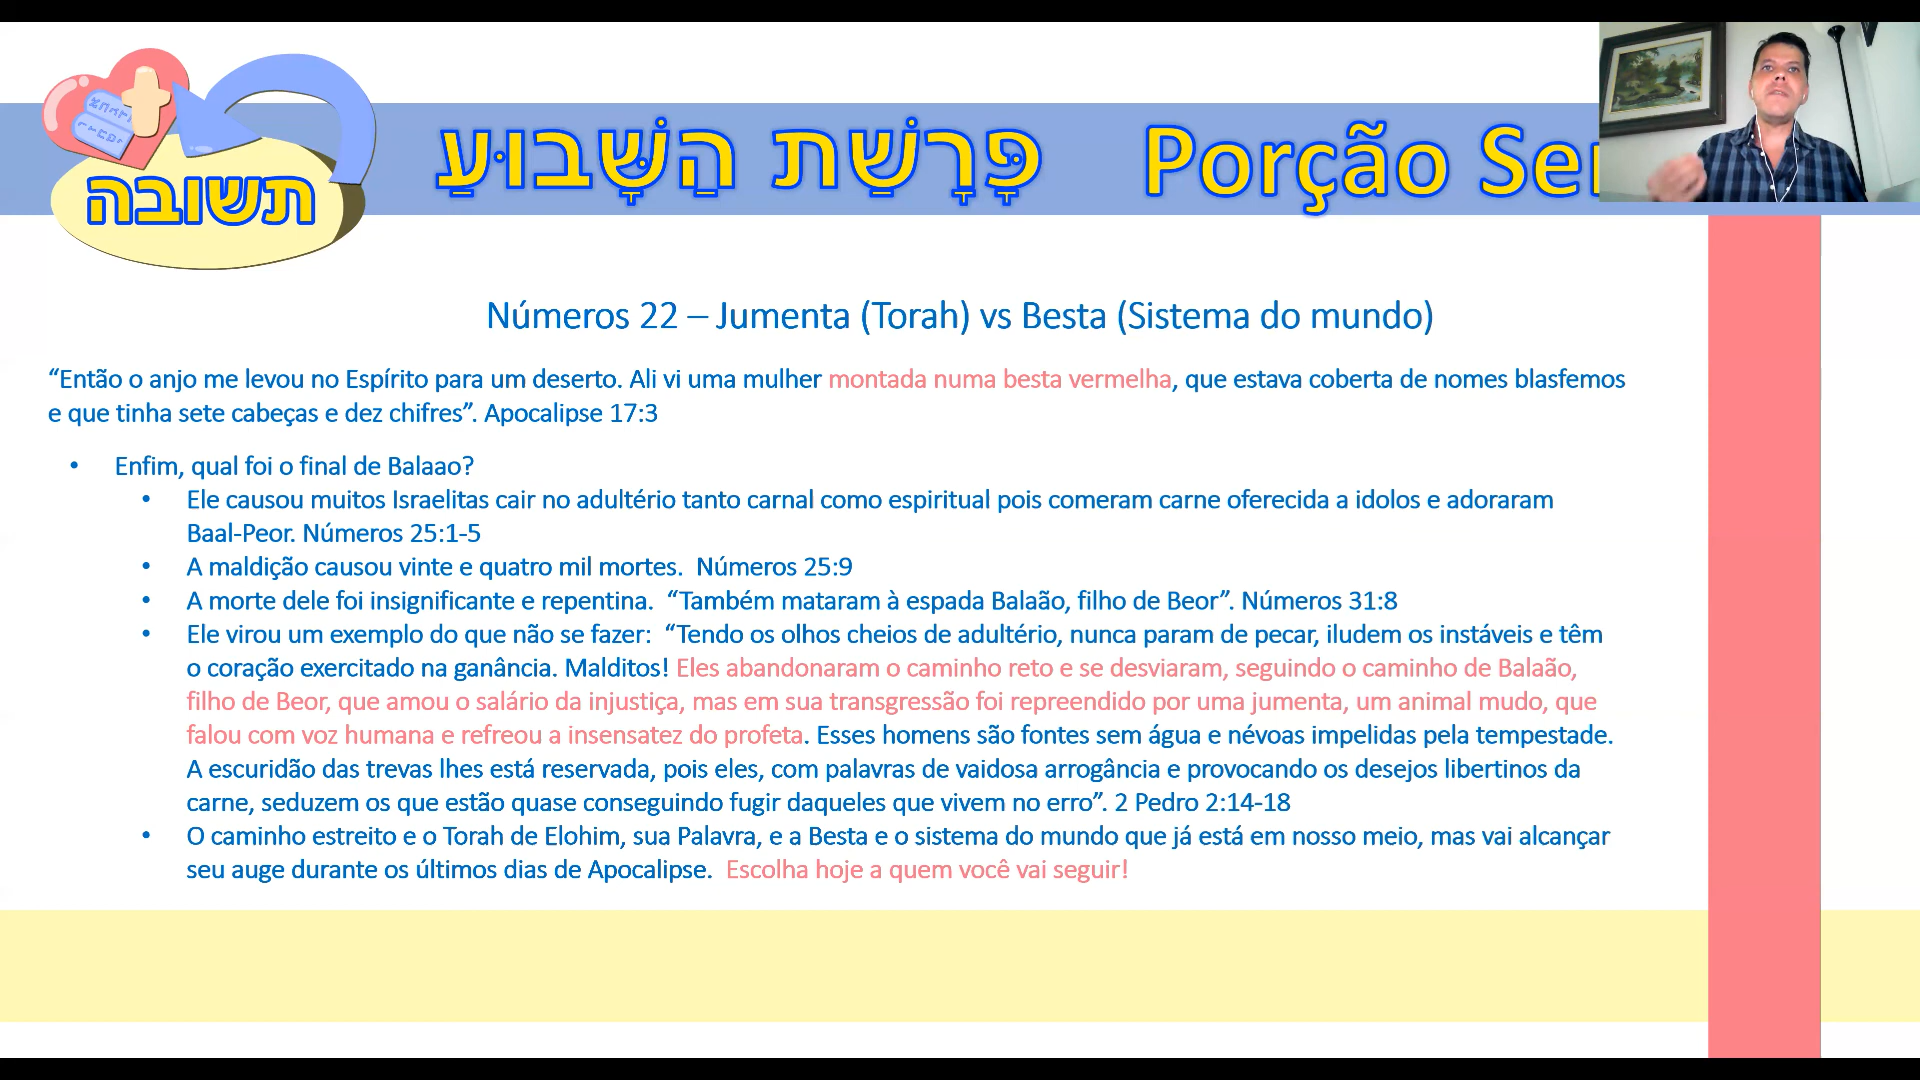 תשובה
פָּרָשַׁת הַשָּׁבוּעַ Porção
Números 22 – Jumenta (Torah) vs Besta (Sistema do mundo)
“Então o anjo me levou no Espírito para um deserto. Ali vi uma mulher montada numa besta vermelha, que estava coberta de nomes blasfemos
e que tinha sete cabeças e dez chifres”. Apocalipse 17:3
• Enfim, qual foi o final de Balaao?
• Ele causou muitos Israelitas cair no adultério tanto carnal como espiritual pois comeram carne oferecida a idolos e adoraram
Baal-Peor. Números 25:1-5
• A maldição causou vinte e quatro mil mortes.  Números 25:9
• A morte dele foi insignificante e repentina.  “Também mataram à espada Balaão, filho de Beor”. Números 31:8
• Ele virou um exemplo do que não se fazer:  “Tendo os olhos cheios de adultério, nunca param de pecar, iludem os instáveis e têm
o coração exercitado na ganância. Malditos! Eles abandonaram o caminho reto e se desviaram, seguindo o caminho de Balaão,
filho de Beor, que amou o salário da injustiça, mas em sua transgressão foi repreendido por uma jumenta, um animal mudo, que
falou com voz humana e refreou a insensatez do profeta. Esses homens são fontes sem água e névoas impelidas pela tempestade.
A escuridão das trevas lhes está reservada, pois eles, com palavras de vaidosa arrogância e provocando os desejos libertinos da
carne, seduzem os que estão quase conseguindo fugir daqueles que vivem no erro”. 2 Pedro 2:14-18
• O caminho estreito e o Torah de Elohim, sua Palavra, e a Besta e o sistema do mundo que já está em nosso meio, mas vai alcançar
seu auge durante os últimos dias de Apocalipse.  Escolha hoje a quem você vai seguir!